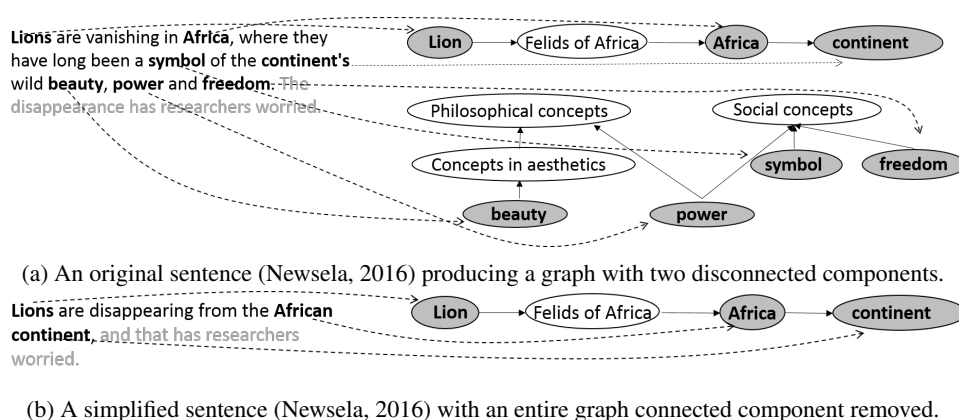 Lions are vanishing in Africa, where they
have long been a symbol of the continent's
wild beauty, power and freedom. The
disappearance has researchers worried.
Lion
Felids of Africa
Africa
continent
Philosophical concepts
Social concepts
Concepts in aesthetics
symbol
freedom
beauty
power
(a) An original sentence (Newsela, 2016) producing a graph with two disconnected components.
Lions are disappearing from the African
continent, and that has researchers
worried.
Lion
Felids of Africa
Africa
continent
(b) A simplified sentence (Newsela, 2016) with an entire graph connected component removed.